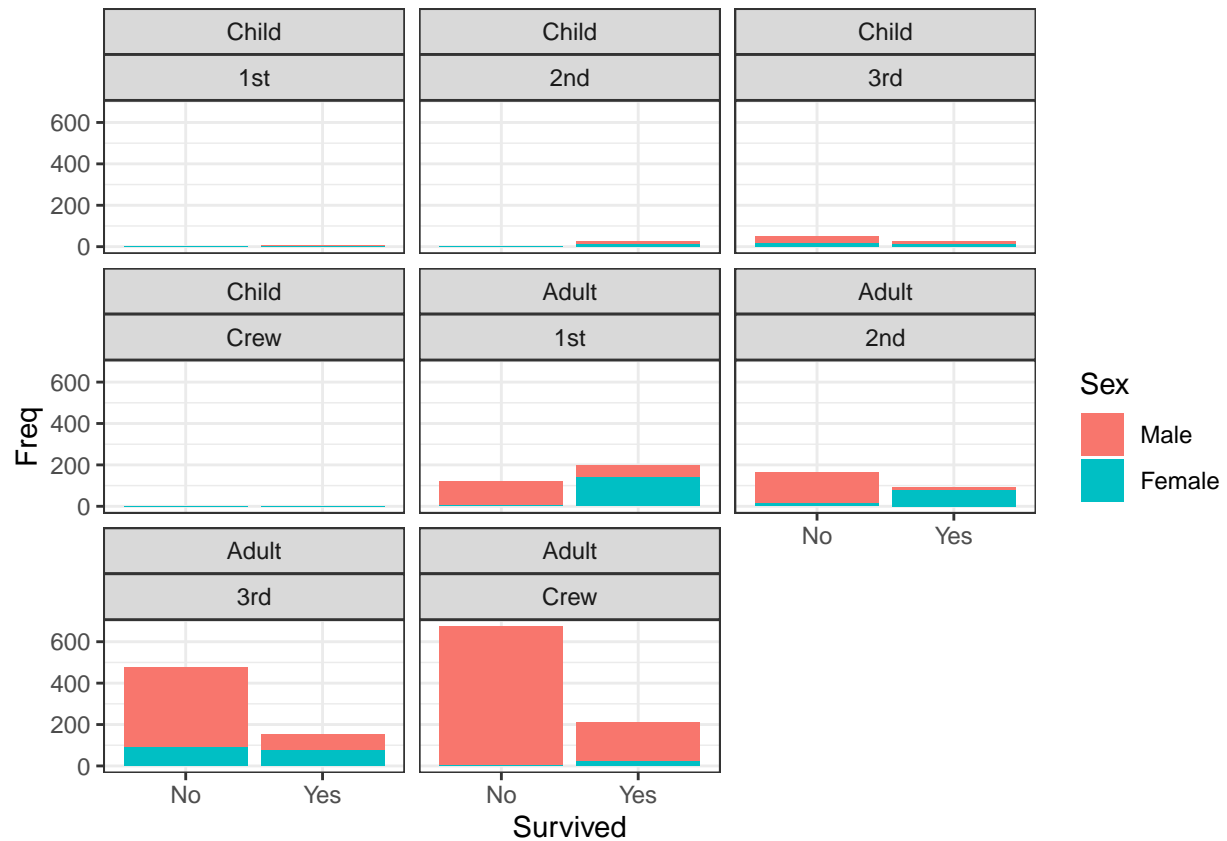 Child
Child
Child
1st
2nd
3rd
600
400
200
0
Child
Adult
Adult
Crew
1st
2nd
600
400
200
0
No
Yes
Adult
Adult
3rd
Crew
600
400
200
0
No
Yes
No
Yes
Survived
Freq
Sex
Male
Female